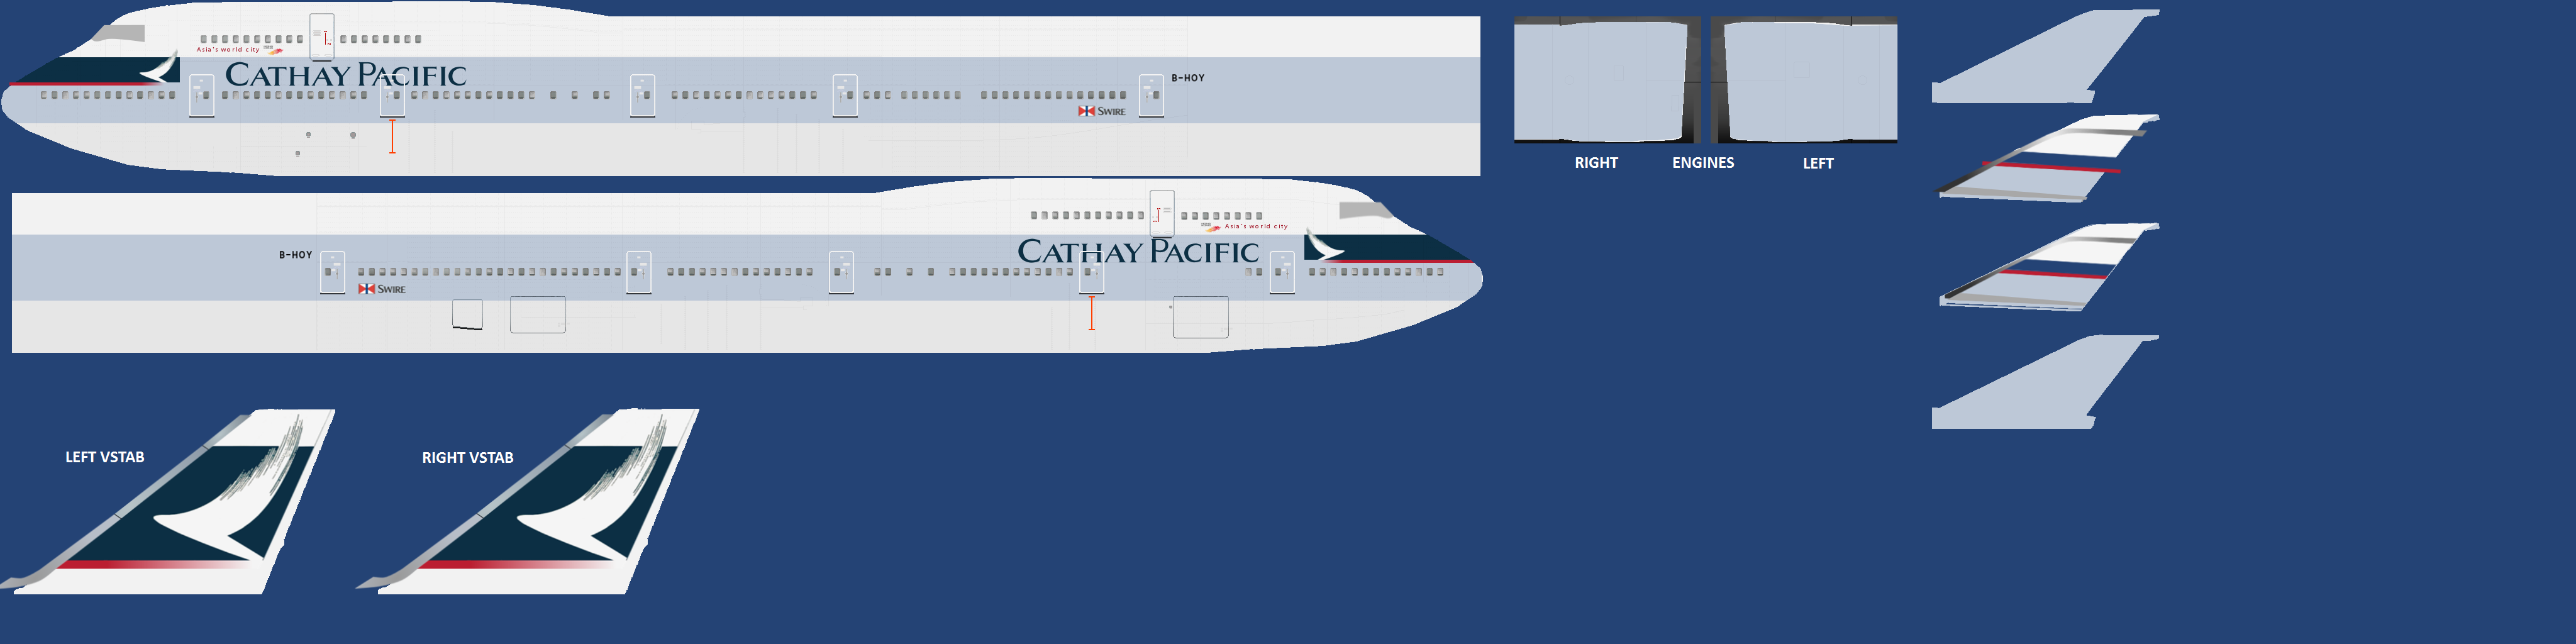 Asia's world city
CATHAY PACIFIC
B-HOY
SWIRE
RIGHT
ENGINES
LEFT
Asia's world city
CATHAY PACIFIC
B-HOY
SWIRE
LEFT VSTAB
RIGHT VSTAB